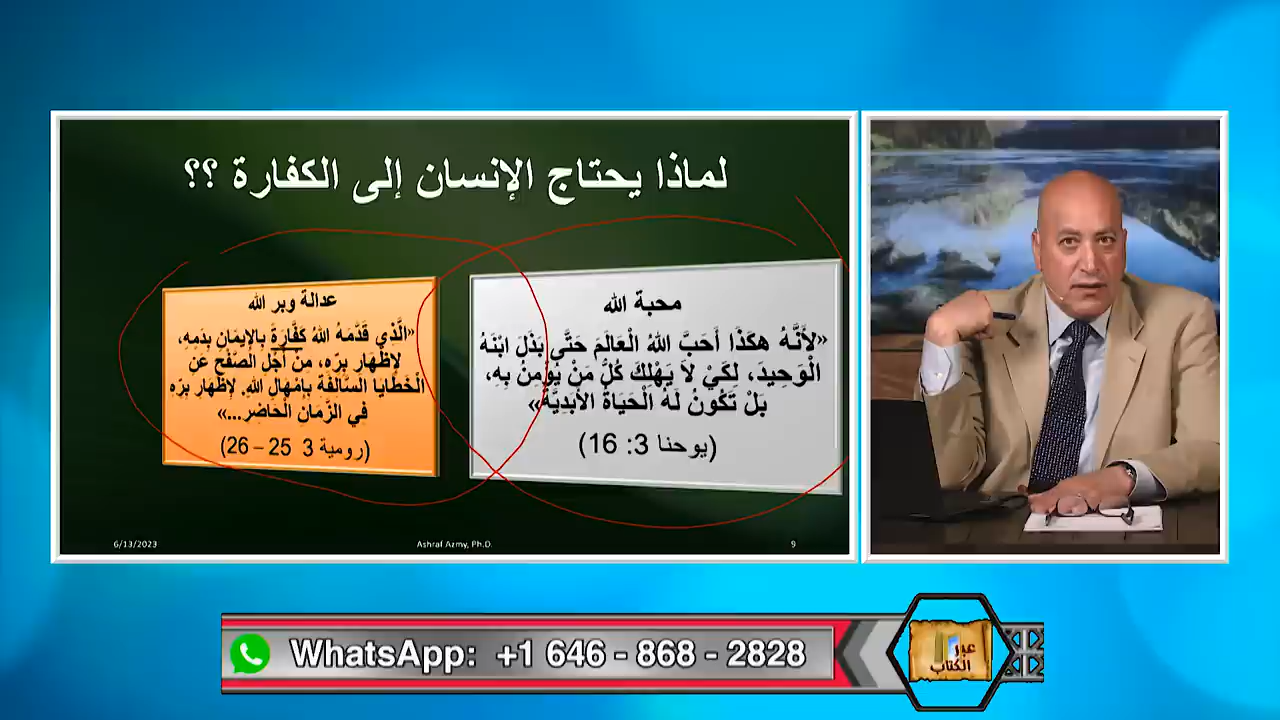 لماذا يحتاج الإنسان إلى الكفارة ؟؟
محبة الله
«لأَنَّهُ هكَذَا أَحَبَّ اللهُ الْعَالَمَ حَتَّى بَذَلَ ابْنَهُ
الْوَحِيدَ، لِكَيْ لاَ يَهْلِكَ كُلُّ مَنْ يُؤْمِنُ بِهِ،
بَلْ تَكُونُ لَهُ الْحَيَاةُ الأَبَدِيَّةُ»
(يوحنا 3: 16)
عدالة وبر الله
«الَّذِي قَدَّمَهُ اللهُ كَفَّارَةً بِالإِيمَانِ بِدَمِهِ،
لإِظْهَارِ بِرِّهِ، مِنْ أَجْلِ الصَّفْحِ عَنِ
الْخَطَايَا السَّالِفَةِ بِإِمْهَالِ اللهِ. لإِظْهَارِ بِرِّهِ
فِي الزَّمَانِ الْحَاضِرِ...»
(رومية 3 25 – 26)
6/13/2023
Ashraf Azmy, Ph.D.
9
WhatsApp: +1 646 - 868 - 2828
عبر
الكتاب